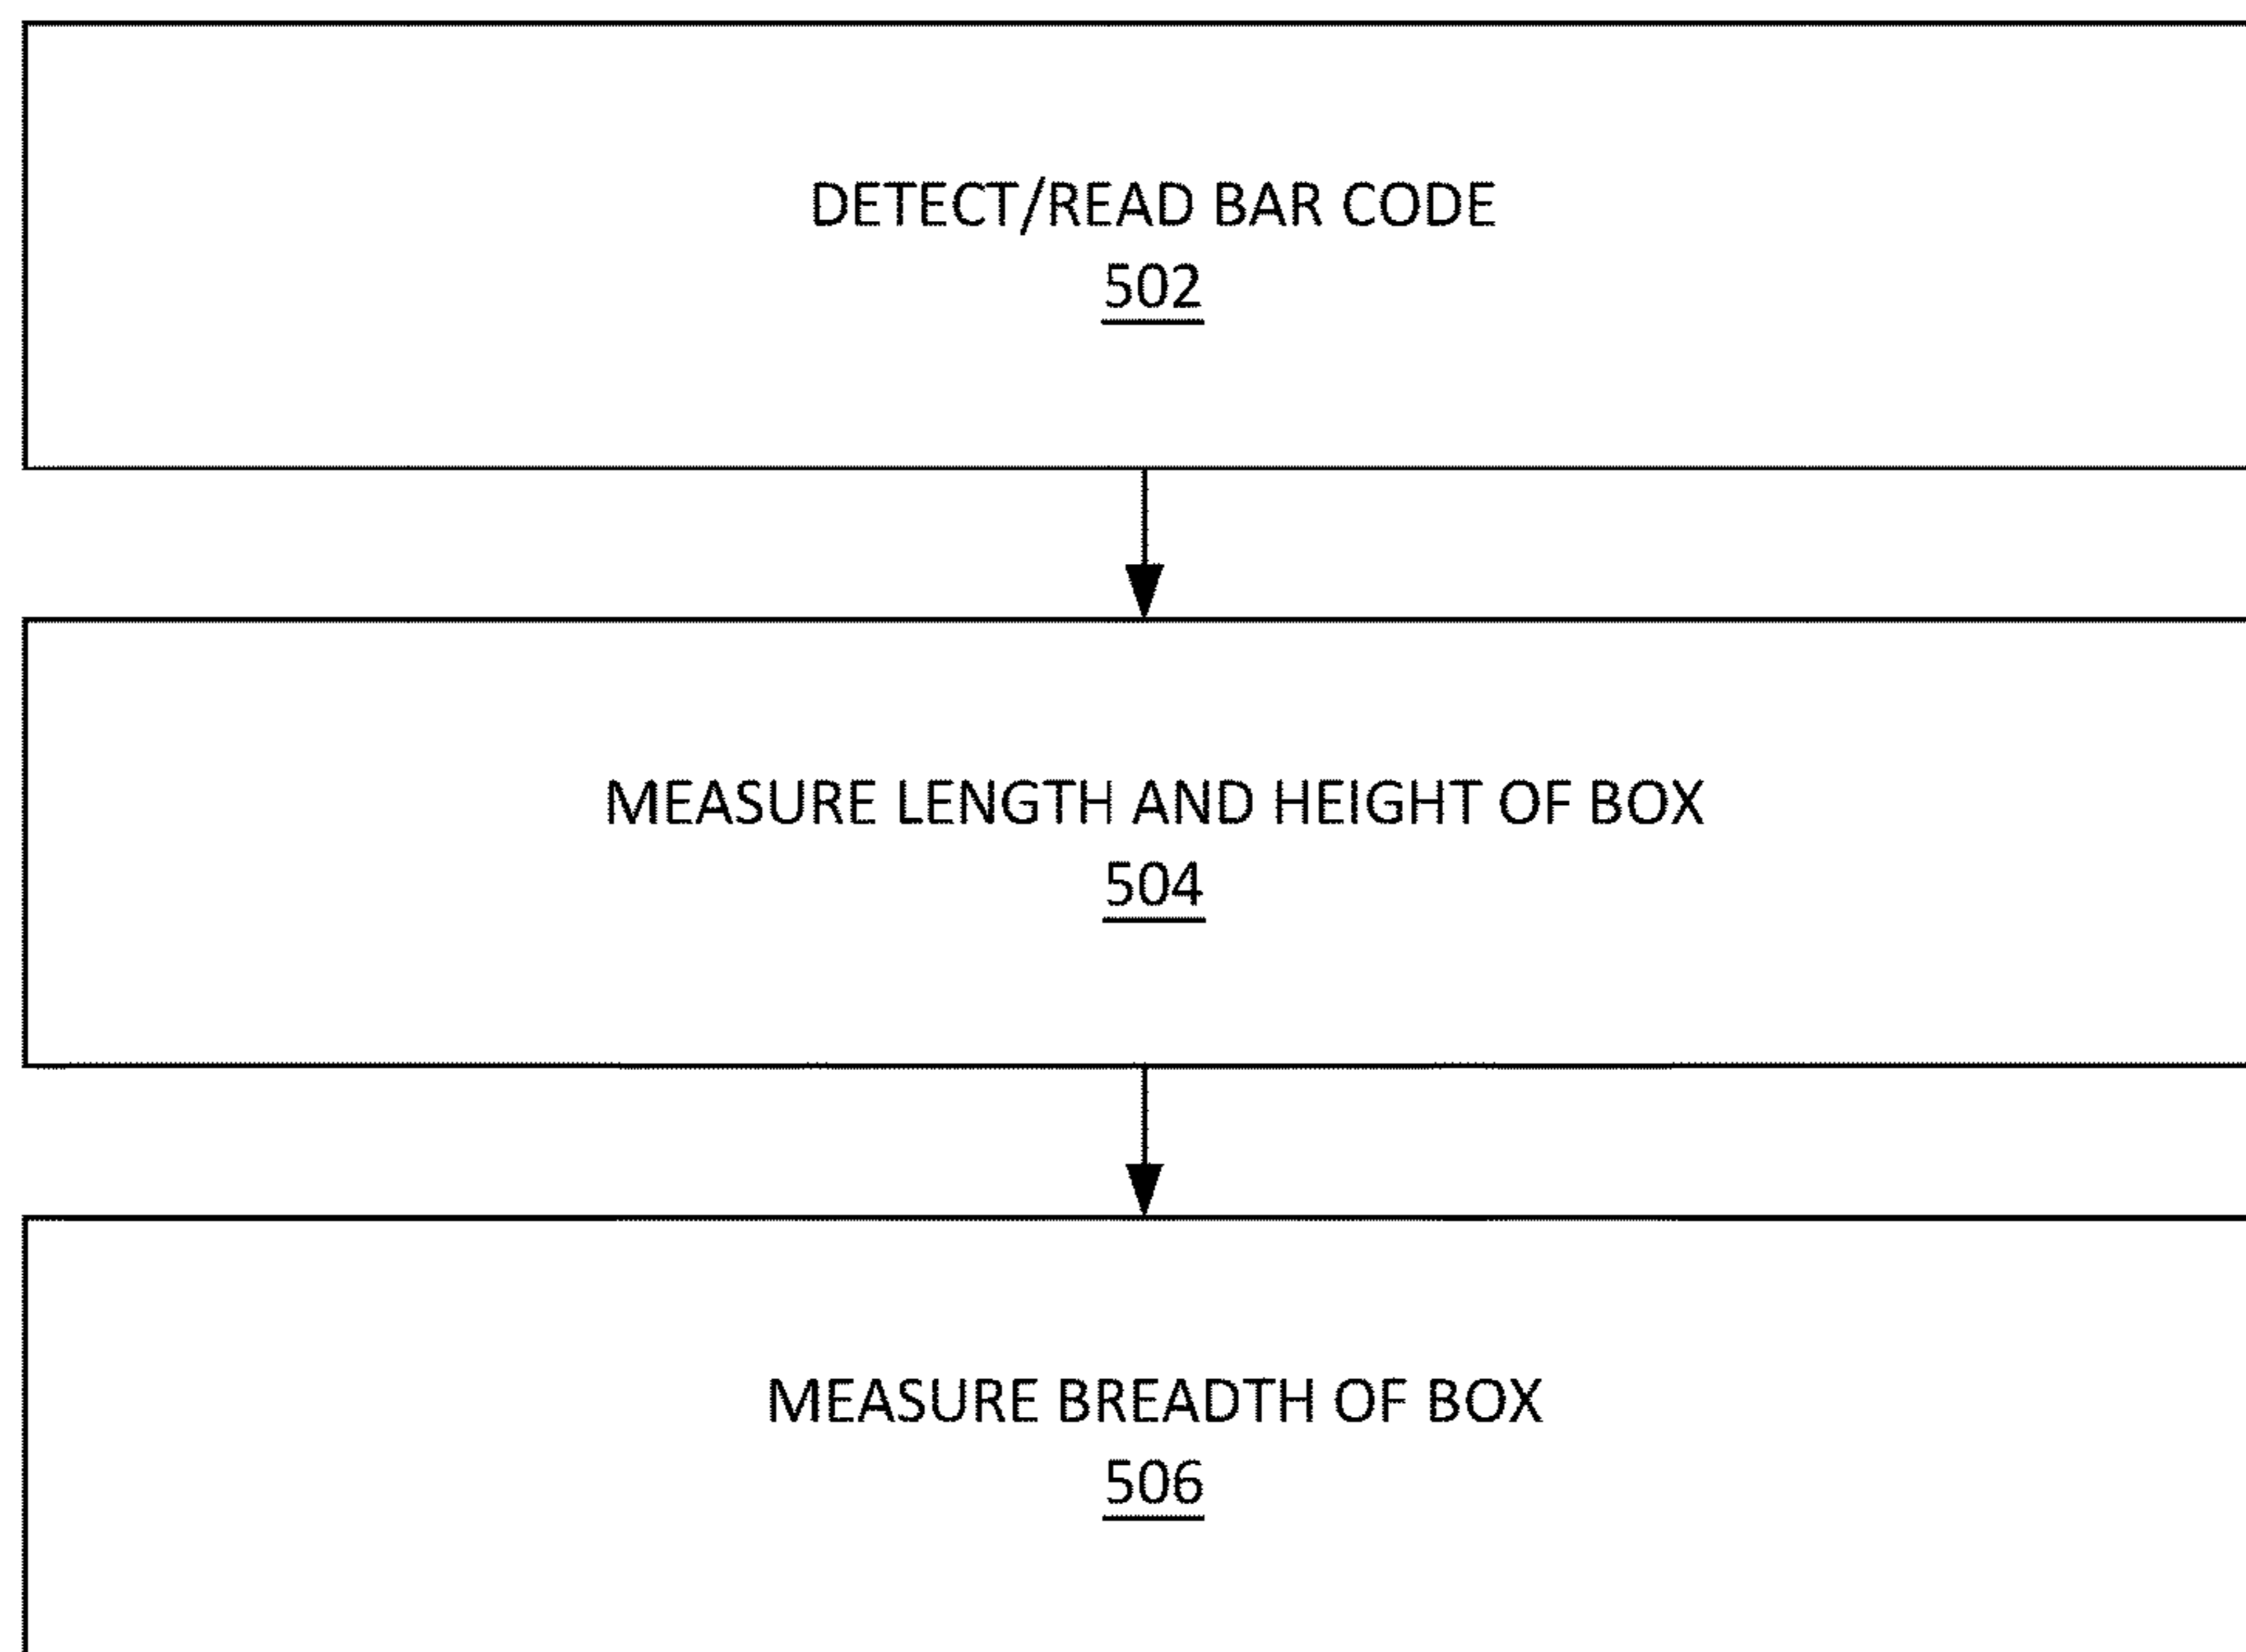 DETECT/READ BAR CODE
502
MEASURE LENGTH AND HEIGHT OF BOX
504
MEASURE BREADTH OF BOX
506